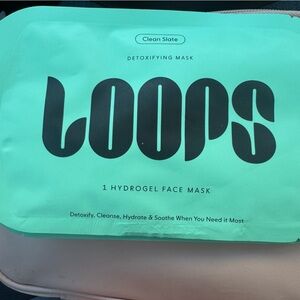 Clean Slate
DETOXIFYING MASK
LOOPS
1 HYDROGEL FACE MASK
Detoxify, Cleanse, Hydrate & Soothe When You Need it Most